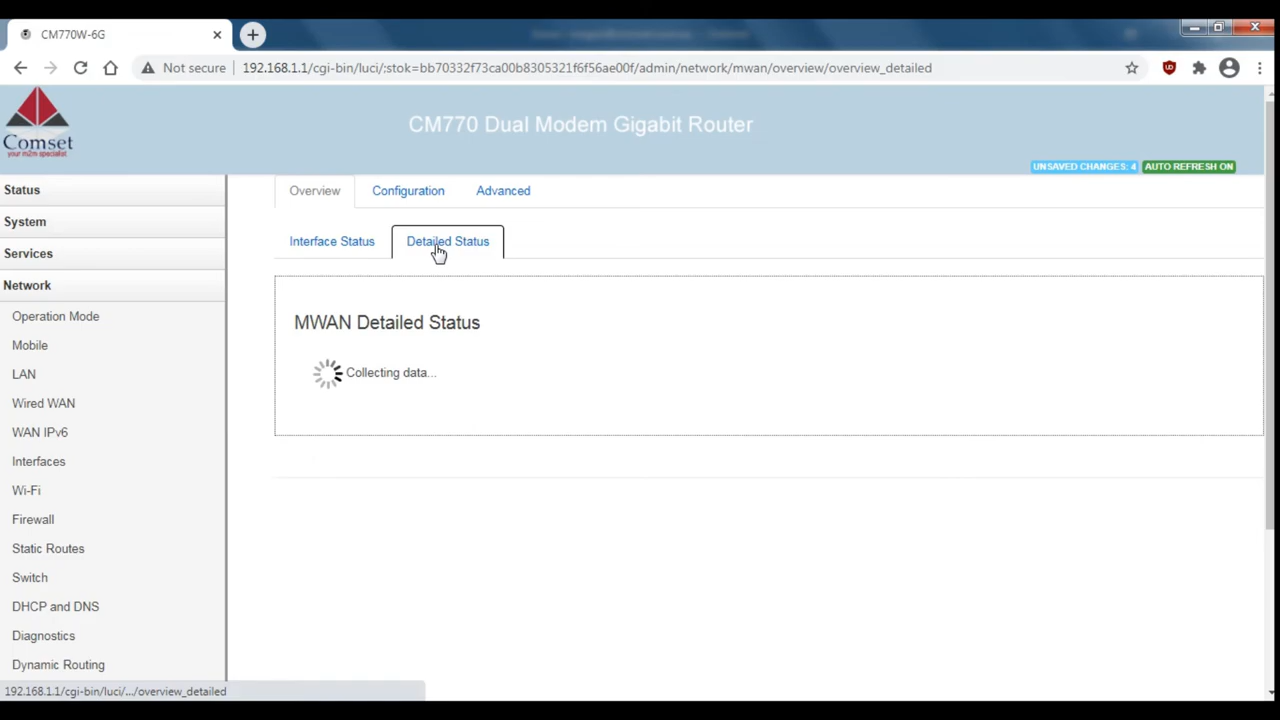 CM770W-6G
Not secure 192.168.1.1/cgi-bin/luci/;stok=bb70332f73ca00b8305321f6f56ae00f/admin/network/mwan/overview/overview_detailed
Comset
your m2m specialist
CM770 Dual Modem Gigabit Router
UNSAVED CHANGES: 4 AUTO REFRESH ON
Status
System
Services
Network
Operation Mode
Mobile
LAN
Wired WAN
WAN IPv6
Interfaces
Wi-Fi
Firewall
Static Routes
Switch
DHCP and DNS
Diagnostics
Dynamic Routing
Overview Configuration Advanced
Interface Status Detailed Status
MWAN Detailed Status
Collecting data...
192.168.1.1/cgi-bin/luci/.../overview_detailed